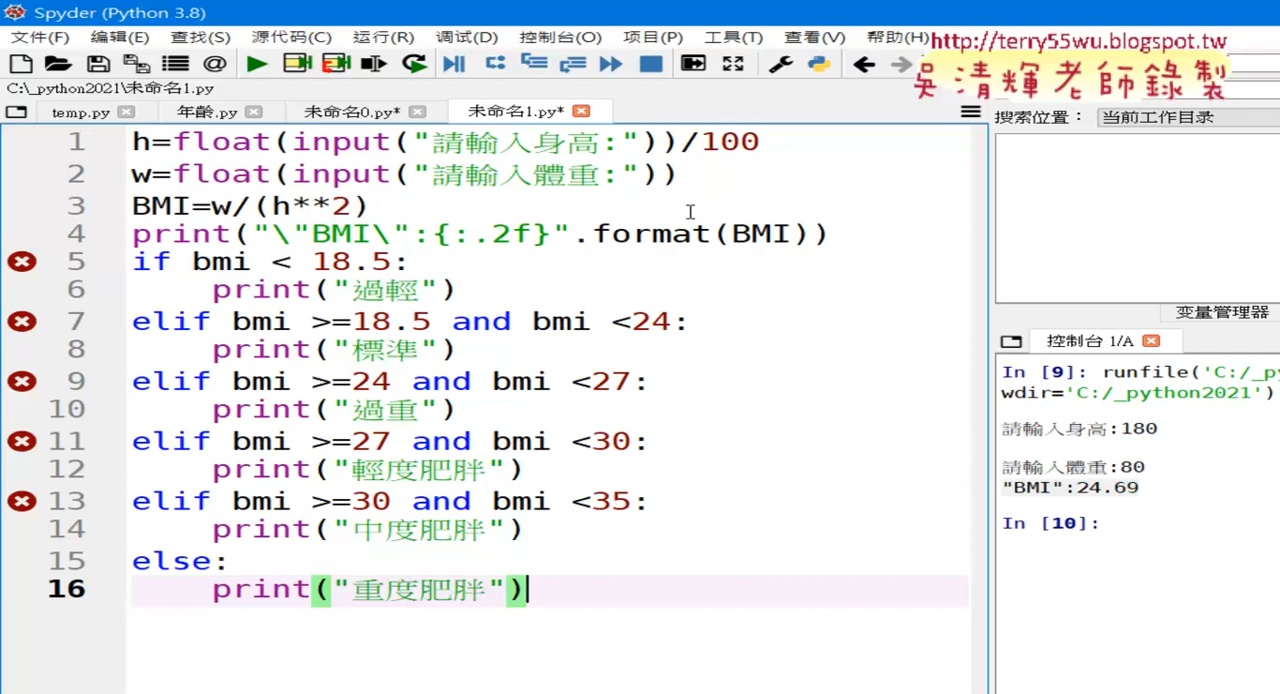 Spyder (Python 3.8)
文件(F) 编辑(E) 查找(S) 源代码(C) 运行(R) 调试(D) 控制台(O) 项目(P) 工具(T) 查看(V) 帮助(H)
http://terry55wu.blogspot.tw
吳清輝老師錄製
C:\_python2021\未命名1.py
temp.py 年齡.py 未命名0.py* 未命名1.py*
搜索位置： 当前工作目录
1 h=float(input("請輸入身高:"))/100
2 w=float(input("請輸入體重:"))
3 BMI=w/(h**2)
4 print("\"BMI\":{:.2f}".format(BMI))
5 if bmi < 18.5:
6 print("過輕")
7 elif bmi >=18.5 and bmi <24:
8 print("標準")
9 elif bmi >=24 and bmi <27:
10 print("過重")
11 elif bmi >=27 and bmi <30:
12 print("輕度肥胖")
13 elif bmi >=30 and bmi <35:
14 print("中度肥胖")
15 else:
16 print("重度肥胖")
变量管理器
控制台 1/A
In [9]: runfile('C:/_py
wdir='C:/_python2021')
請輸入身高:180
請輸入體重:80
"BMI":24.69
In [10]: